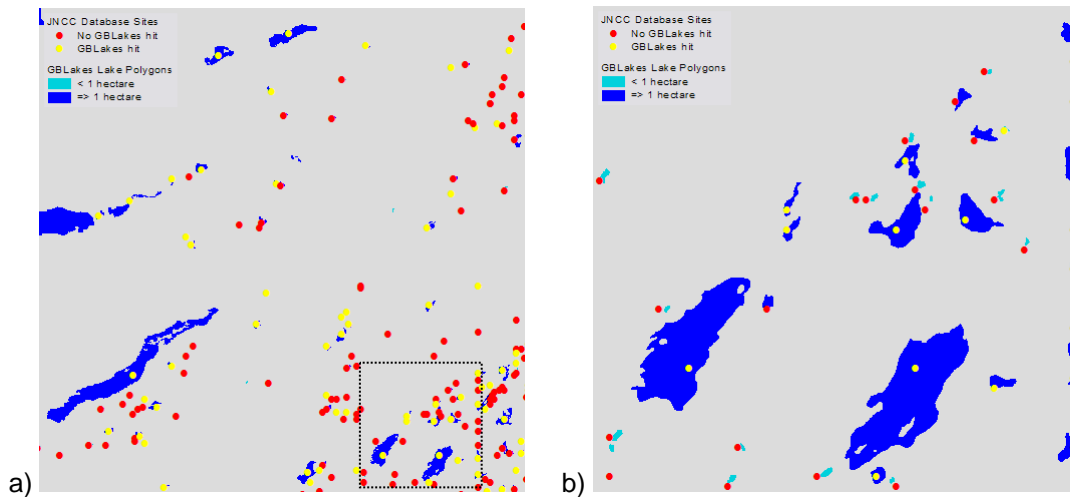 JNCC Database Sites
No GBLakes hit
GBLakes hit
GBLakes Lake Polygons
< 1 hectare
=> 1 hectare
a)
JNCC Database Sites
No GBLakes hit
GBLakes hit
GBLakes Lake Polygons
< 1 hectare
=> 1 hectare
b)